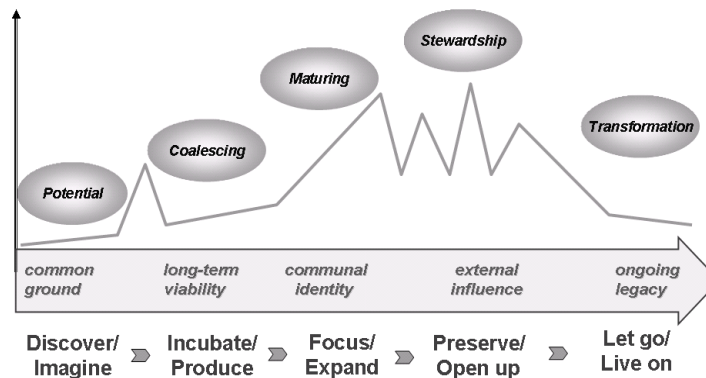 Stewardship
Maturing
Transformation
Coalescing
Potential
common
ground
long-term
viability
communal
identity
external
influence
ongoing
legacy
Discover/
Imagine
Incubate/
Produce
Focus/
Expand
Preserve/
Open up
Let go/
Live on